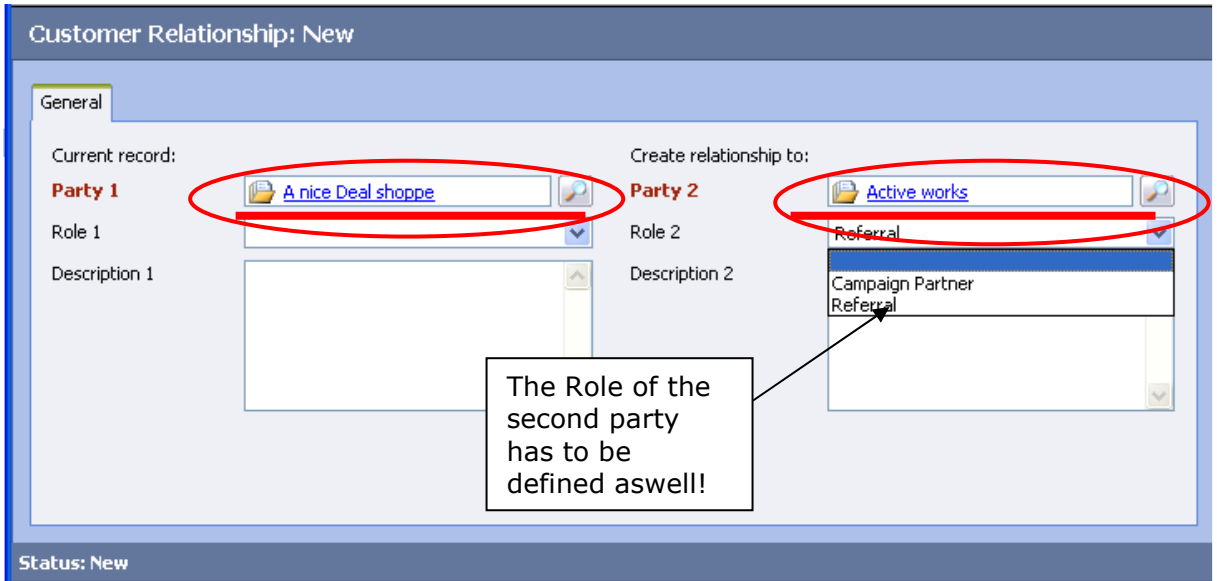 Customer Relationship: New
General
Current record:
Create relationship to:
Party 1
A nice Deal shoppe
Party 2
Active works
Role 1
Role 2
Referral
Description 1
Description 2
Campaign Partner
Referral
The Role of the
second party
has to be
defined aswell!
Status: New